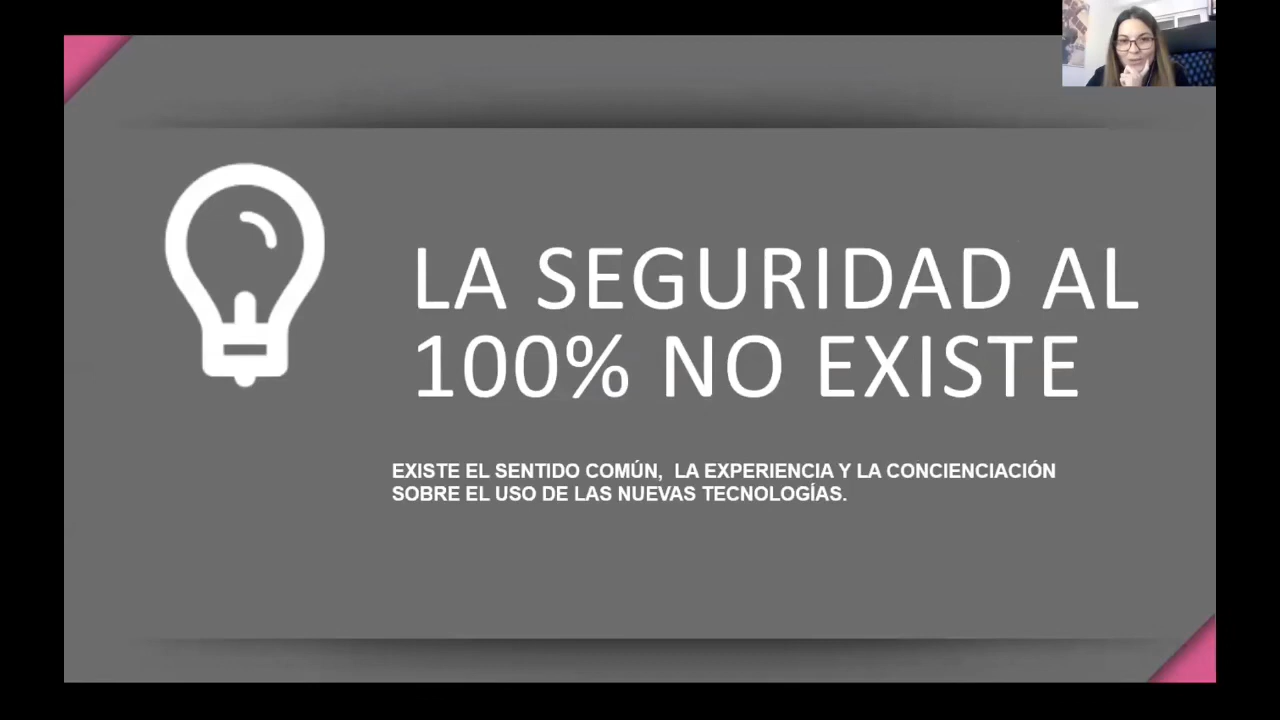 LA SEGURIDAD AL
100% NO EXISTE
EXISTE EL SENTIDO COMÚN,  LA EXPERIENCIA Y LA CONCIENCIACIÓN
SOBRE EL USO DE LAS NUEVAS TECNOLOGÍAS.